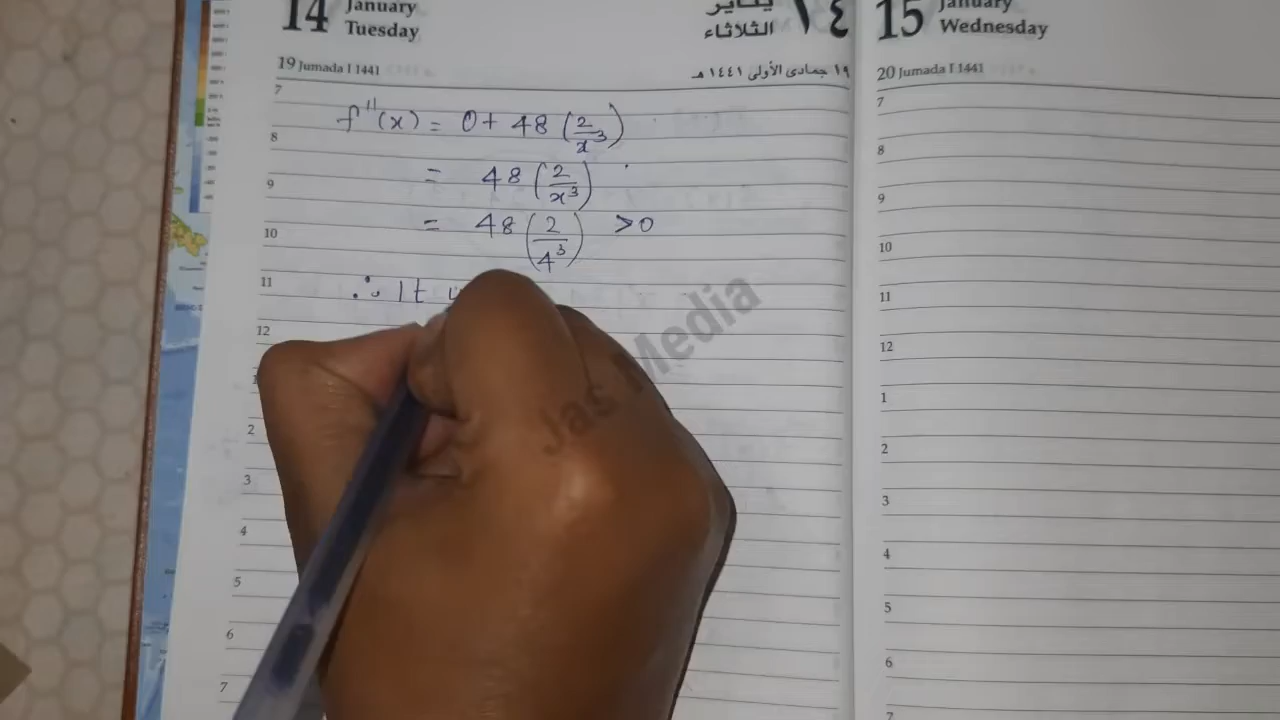 14 January
Tuesday
يناير ١٤
الثلاثاء
19 Jumada I 1441
١٩ جمادى الأولى ١٤٤١ هـ
7
f''(x) = 0 + 48 (2/x³)
8
= 48 (2/x³)
9
= 48 (2/4³) >0
10
11
∴ It
12
2
3
4
5
6
7
15 January
Wednesday
20 Jumada I 1441
7
8
9
10
11
12
1
2
3
4
5
6
7
Jas Media